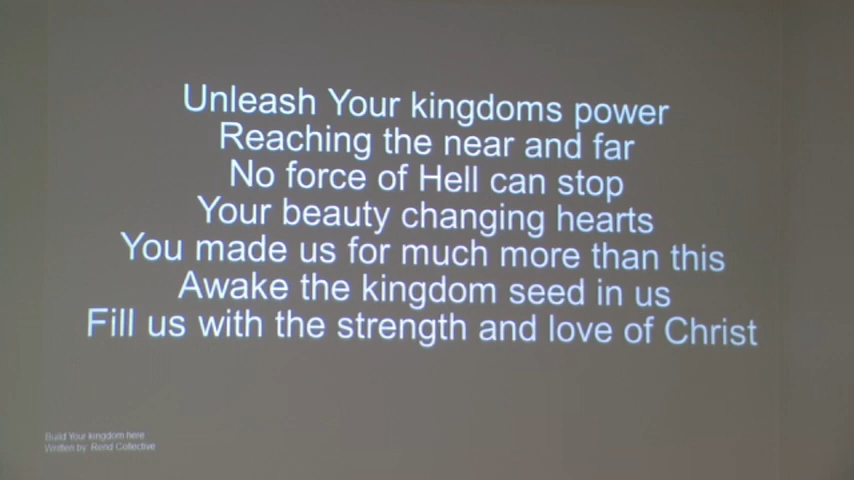 Unleash Your kingdoms power
Reaching the near and far
No force of Hell can stop
Your beauty changing hearts
You made us for much more than this
Awake the kingdom seed in us
Fill us with the strength and love of Christ
Build Your kingdom here
Written by: Rend Collective